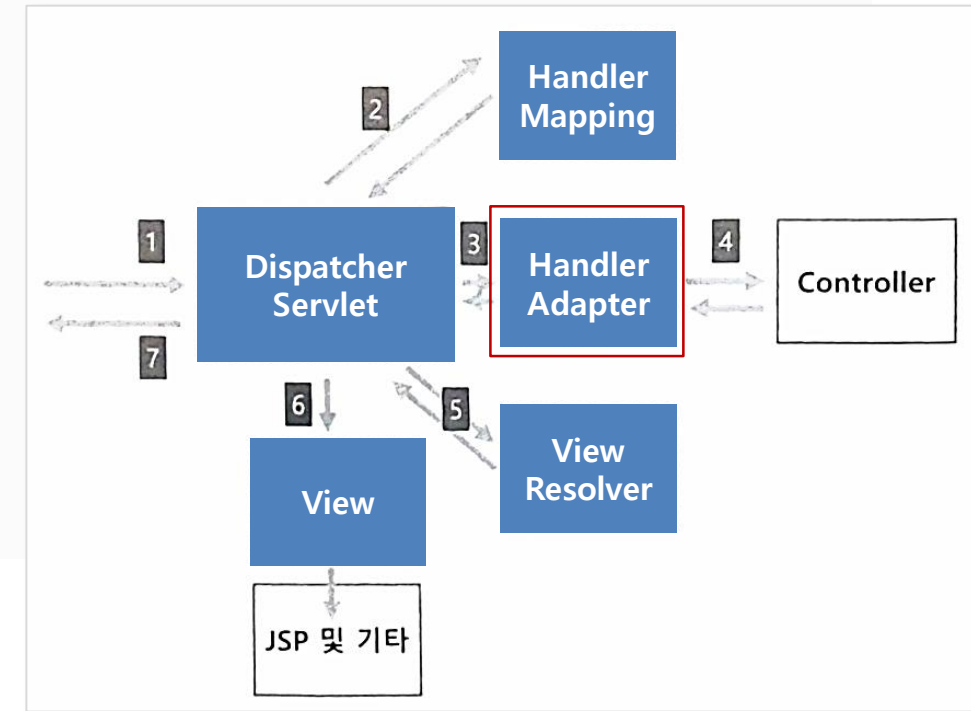 Handler
Mapping
2
1
Dispatcher
Servlet
3
Handler
Adapter
4
Controller
7
6
5
View
Resolver
View
JSP 및 기타